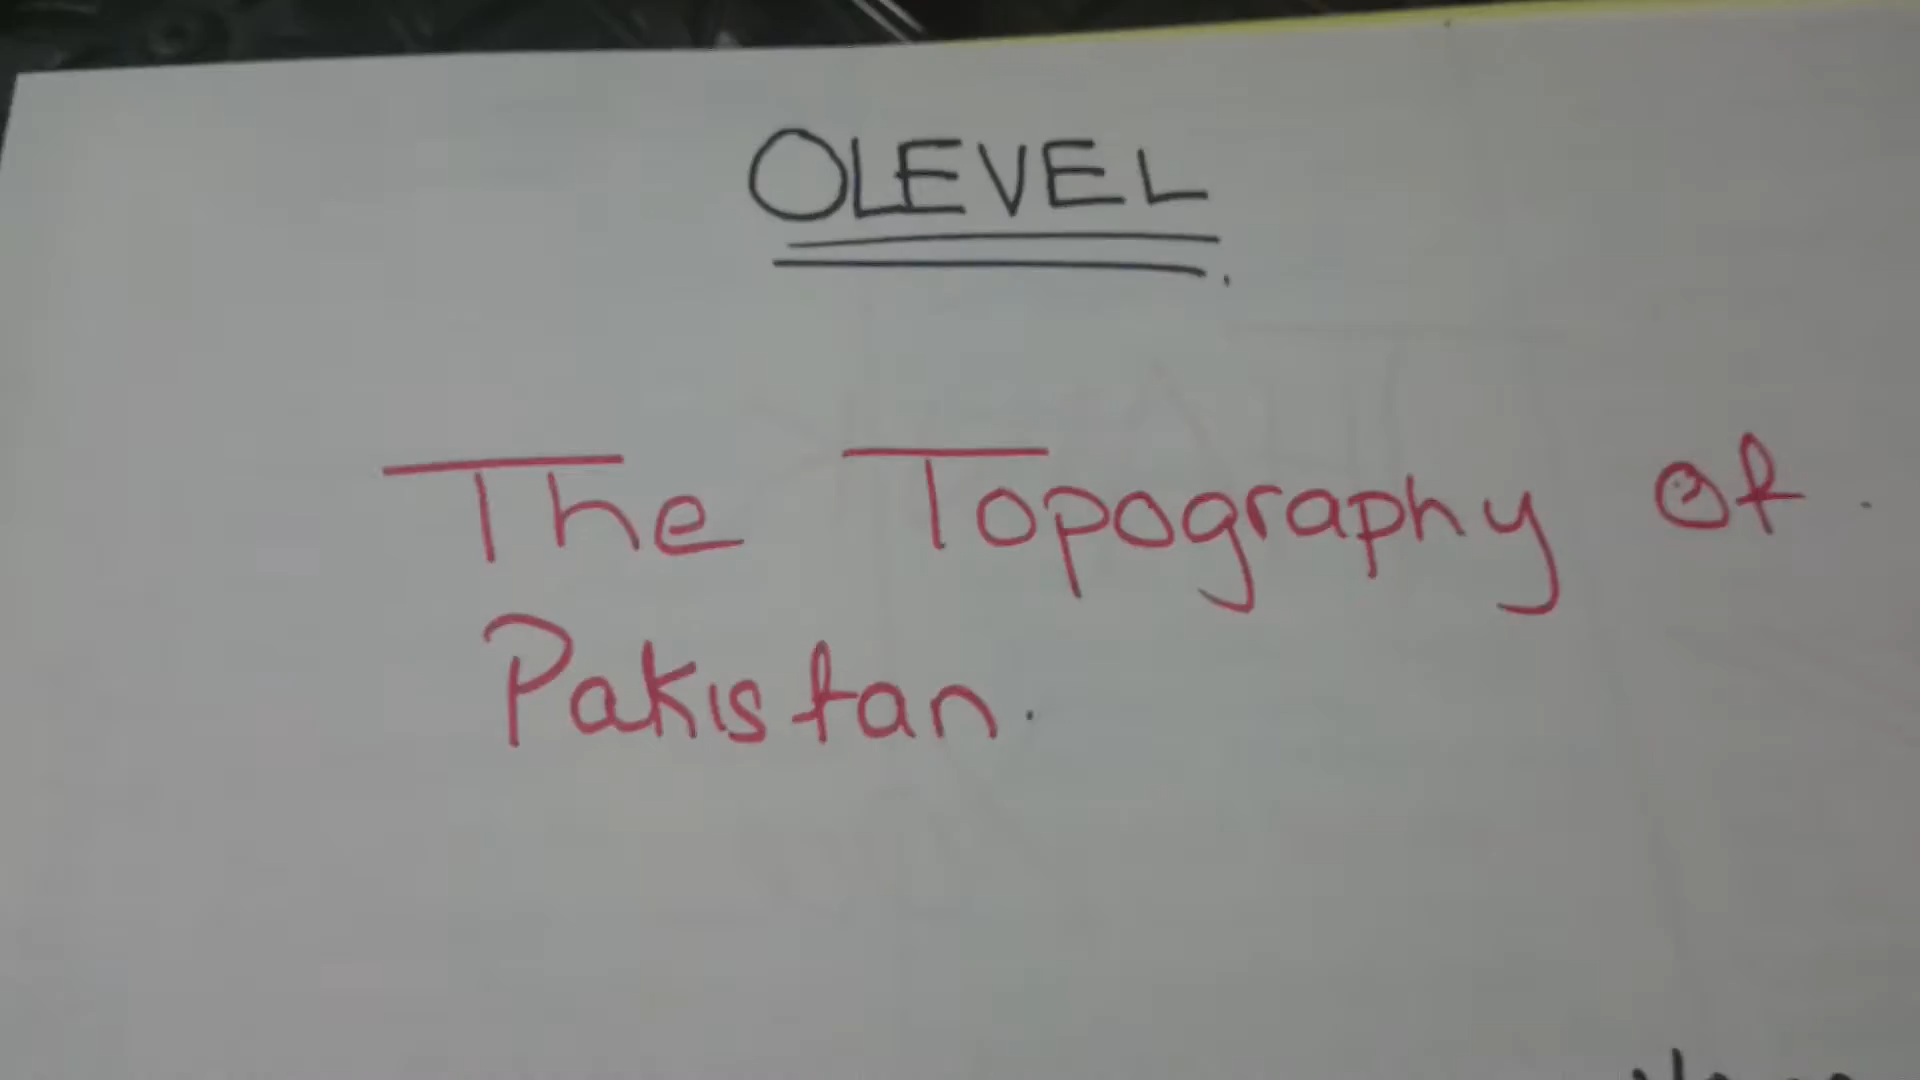 OLEVEL
The Topography of
Pakistan.